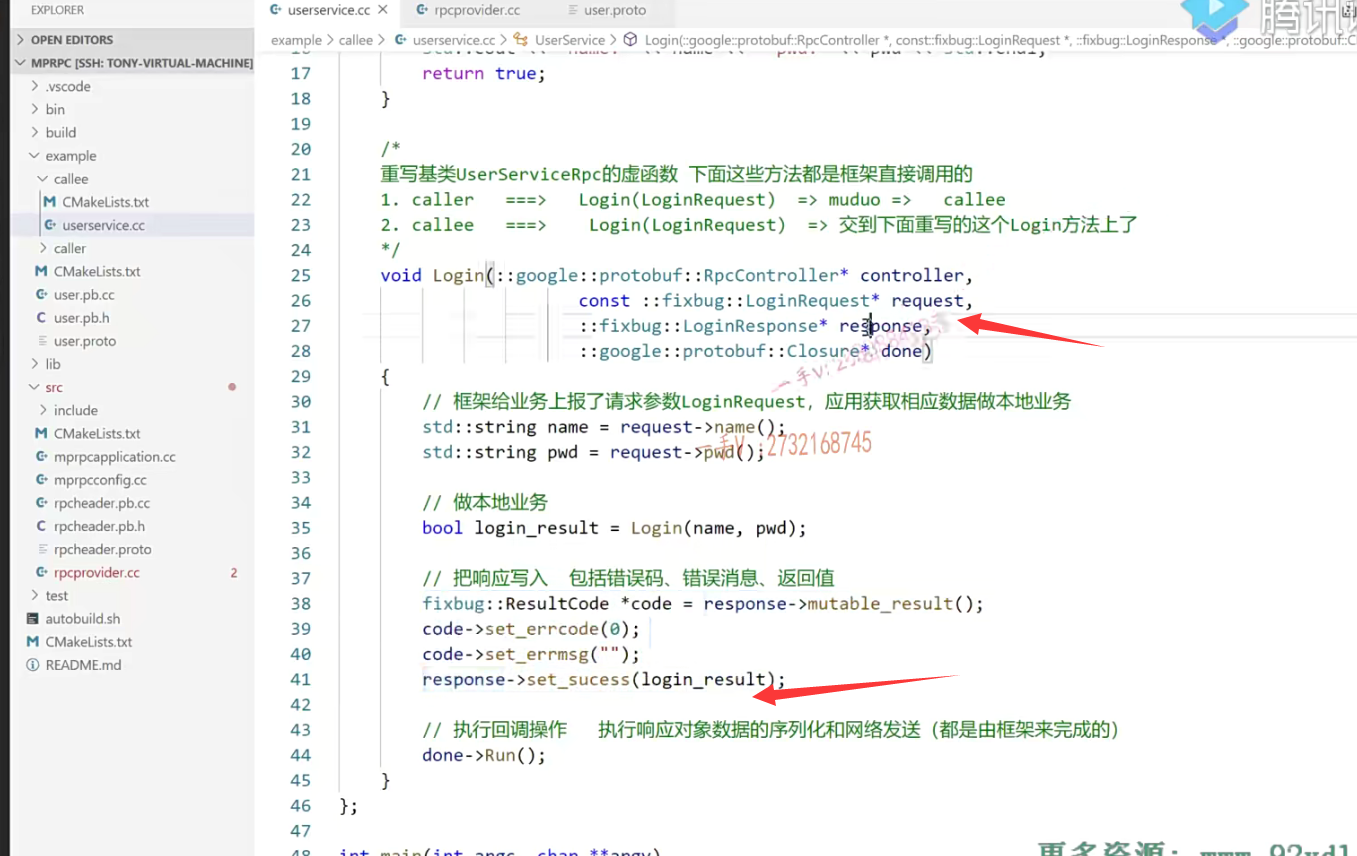 EXPLORER
userservice.cc
rpcprovider.cc
user.proto
OPEN EDITORS
example > callee > userservice.cc > UserService > Login(::google::protobuf::RpcController *, const::fixbug::LoginRequest *, ::fixbug::LoginResponse *, ::google::protobuf::C
MPRPC [SSH: TONY-VIRTUAL-MACHINE]
.vscode
bin
build
example
callee
CMakeLists.txt
userservice.cc
caller
CMakeLists.txt
user.pb.cc
user.pb.h
user.proto
lib
src
include
CMakeLists.txt
mprpcapplication.cc
mprpcconfig.cc
rpcheader.pb.cc
rpcheader.pb.h
rpcheader.proto
rpcprovider.cc 2
test
autobuild.sh
CMakeLists.txt
README.md
17 return true;
18 }
19
20 /*
21 重写基类UserServiceRpc的虚函数 下面这些方法都是框架直接调用的
22 1. caller ===> Login(LoginRequest) => muduo => callee
23 2. callee ===> Login(LoginRequest) => 交到下面重写的这个Login方法上了
24 */
25 void Login(::google::protobuf::RpcController* controller,
26 const ::fixbug::LoginRequest* request,
27 ::fixbug::LoginResponse* response,
28 ::google::protobuf::Closure* done)
29 {
30 // 框架给业务上报了请求参数LoginRequest，应用获取相应数据做本地业务
31 std::string name = request->name();
32 std::string pwd = request->pwd();
33
34 // 做本地业务
35 bool login_result = Login(name, pwd);
36
37 // 把响应写入 包括错误码、错误消息、返回值
38 fixbug::ResultCode *code = response->mutable_result();
39 code->set_errcode(0);
40 code->set_errmsg("");
41 response->set_sucess(login_result);
42
43 // 执行回调操作 执行响应对象数据的序列化和网络发送（都是由框架来完成的）
44 done->Run();
45 }
46 };
47
48 int main(int argc, char **argv)
一手V：2732168745
腾讯
更多资源：www.92xdl